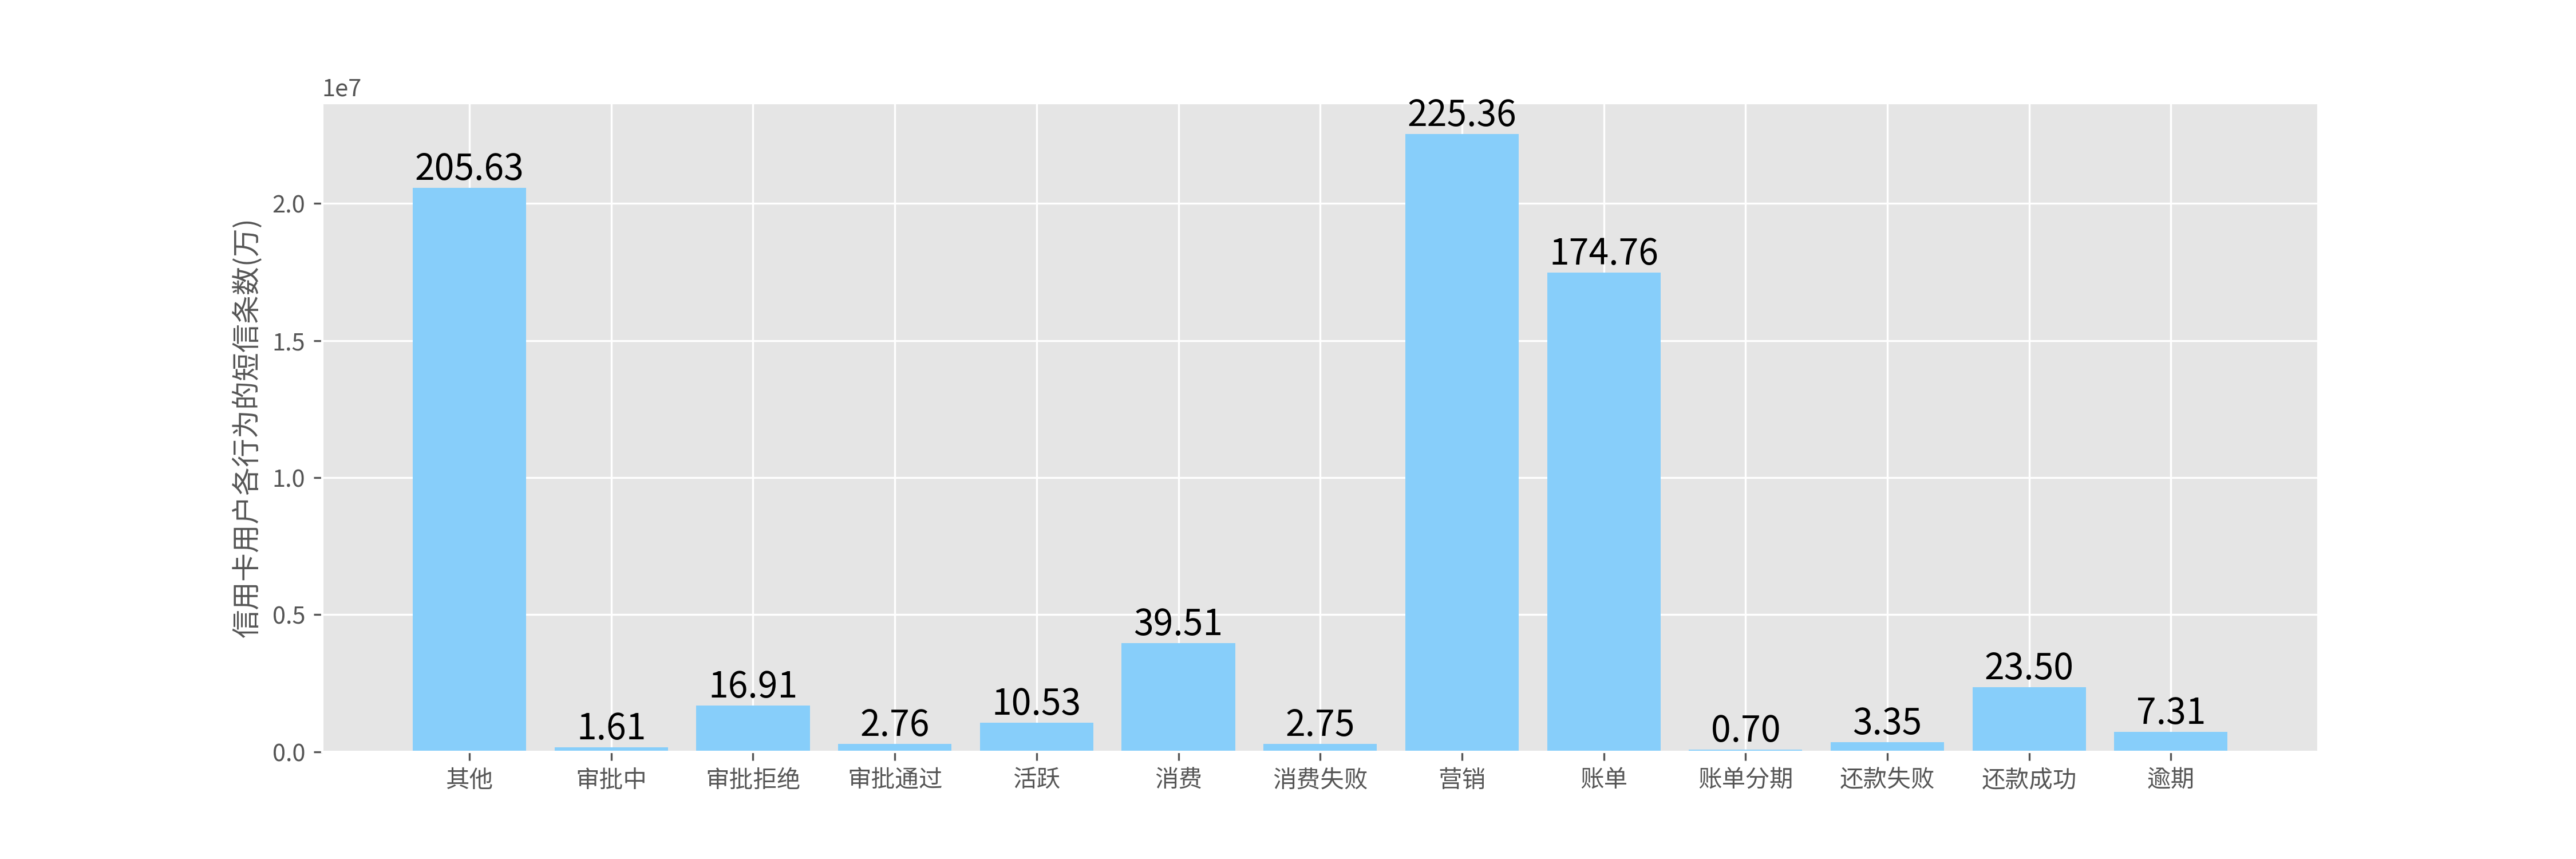 1e7
信用卡用户各行为的短信条数(万)
2.0
1.5
1.0
0.5
0.0
205.63
1.61
16.91
2.76
10.53
39.51
2.75
225.36
174.76
0.70
3.35
23.50
7.31
其他
审批中
审批拒绝
审批通过
活跃
消费
消费失败
营销
账单
账单分期
还款失败
还款成功
逾期